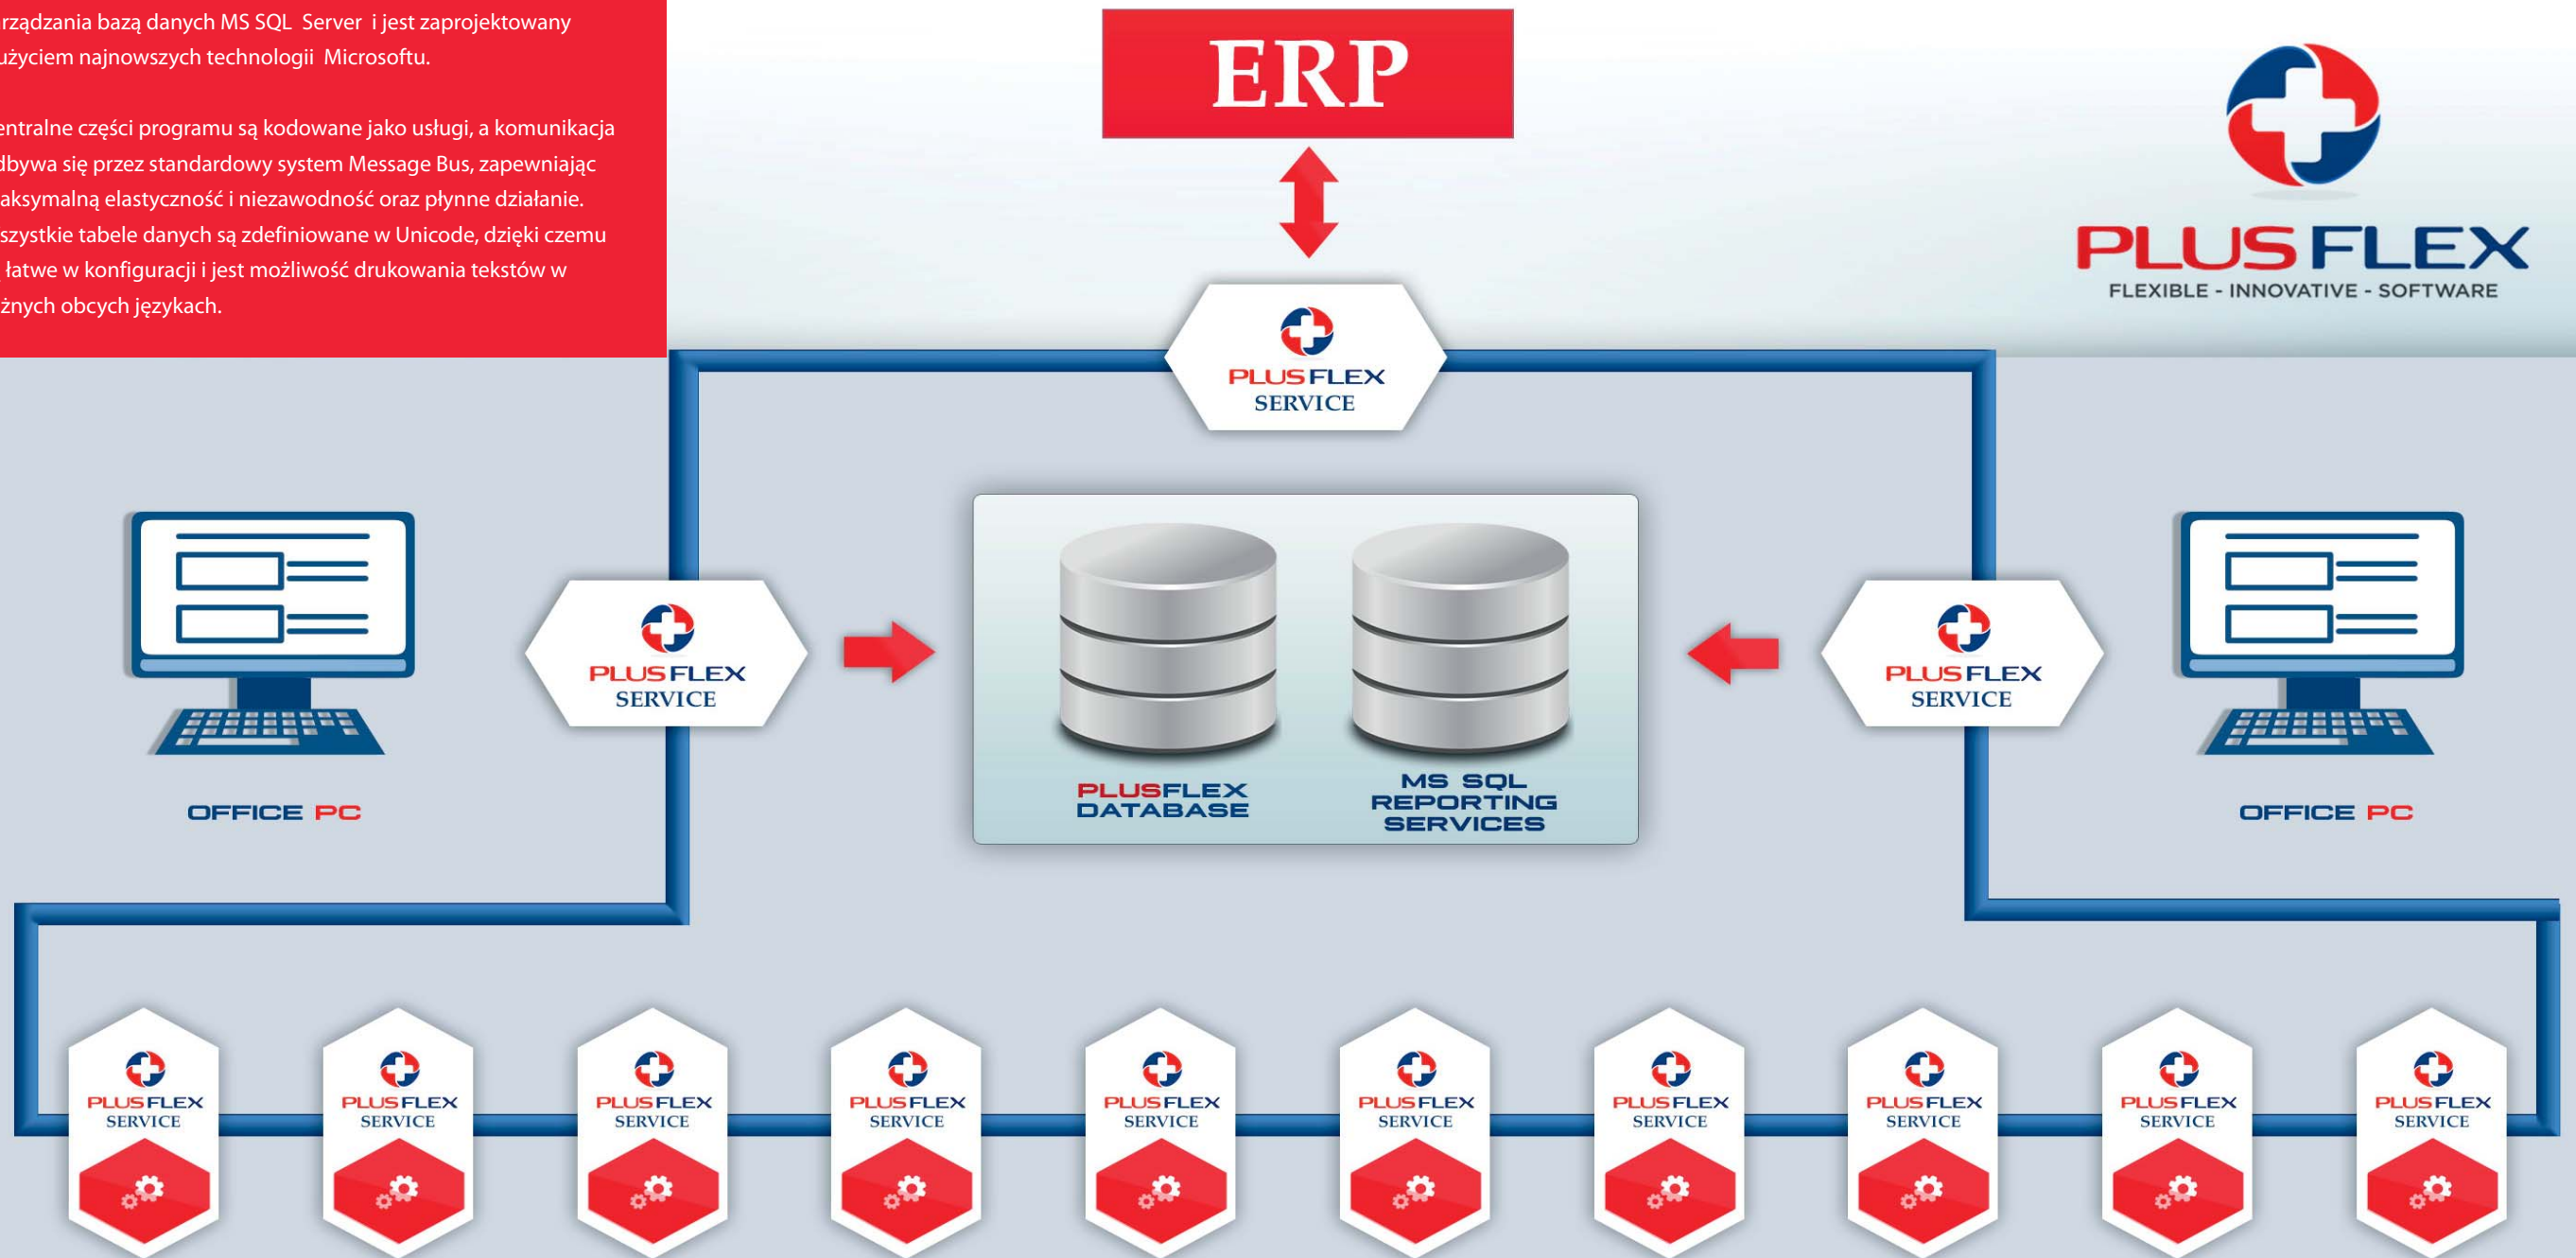 arządzania bazą danych MS SQL Server i jest zaprojektowany
użyciem najnowszych technologii Microsoftu.
entralne części programu są kodowane jako usługi, a komunikacja
dbywa się przez standardowy system Message Bus, zapewniając
aksymalną elastyczność i niezawodność oraz płynne działanie.
szystkie tabele danych są zdefiniowane w Unicode, dzięki czemu
łatwe w konfiguracji i jest możliwość drukowania tekstów w
żnych obcych językach.
ERP
PLUSFLEX
FLEXIBLE - INNOVATIVE - SOFTWARE
PLUSFLEX
SERVICE
PLUSFLEX
SERVICE
PLUSFLEX
SERVICE
OFFICE PC
PLUSFLEX
DATABASE
MS SQL
REPORTING
SERVICES
OFFICE PC
PLUSFLEX
SERVICE
PLUSFLEX
SERVICE
PLUSFLEX
SERVICE
PLUSFLEX
SERVICE
PLUSFLEX
SERVICE
PLUSFLEX
SERVICE
PLUSFLEX
SERVICE
PLUSFLEX
SERVICE
PLUSFLEX
SERVICE
PLUSFLEX
SERVICE